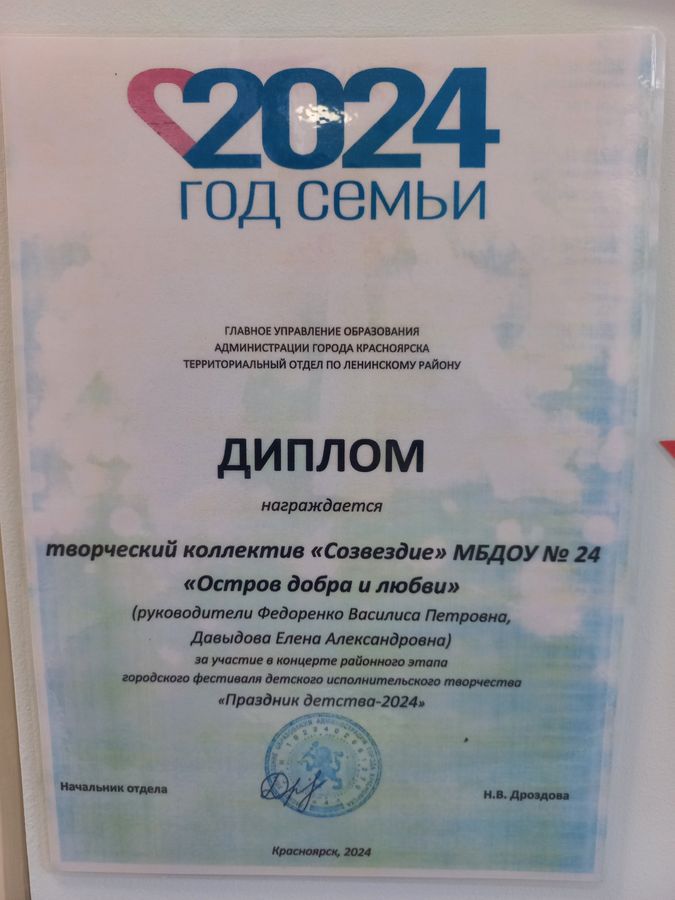 2024
ГОД СЕМЬИ
ГЛАВНОЕ УПРАВЛЕНИЕ ОБРАЗОВАНИЯ
АДМИНИСТРАЦИИ ГОРОДА КРАСНОЯРСКА
ТЕРРИТОРИАЛЬНЫЙ ОТДЕЛ ПО ЛЕНИНСКОМУ РАЙОНУ
ДИПЛОМ
награждается
творческий коллектив «Созвездие» МБДОУ № 24
«Остров добра и любви»
(руководители Федоренко Василиса Петровна,
Давыдова Елена Александровна)
за участие в концерте районного этапа
городского фестиваля детского исполнительского творчества
«Праздник детства-2024»
Начальник отдела
Н.В. Дроздова
Красноярск, 2024